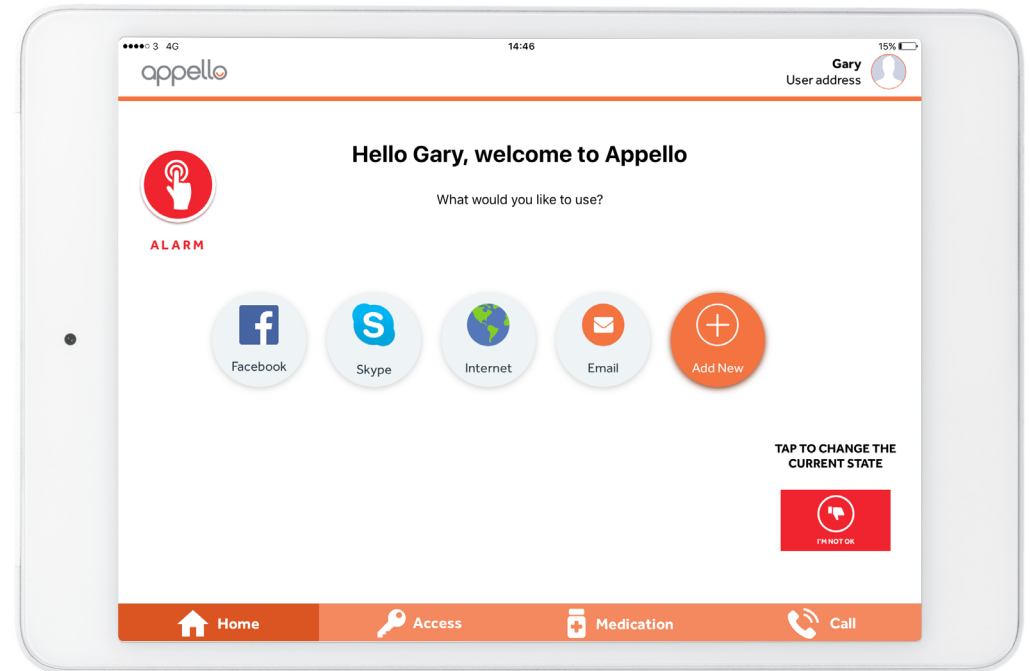 3 4G
14:46
15%
appello
Gary
User address
Hello Gary, welcome to Appello
What would you like to use?
ALARM
Facebook
Skype
Internet
Email
Add New
TAP TO CHANGE THE
CURRENT STATE
I'M NOT OK
Home
Access
Medication
Call